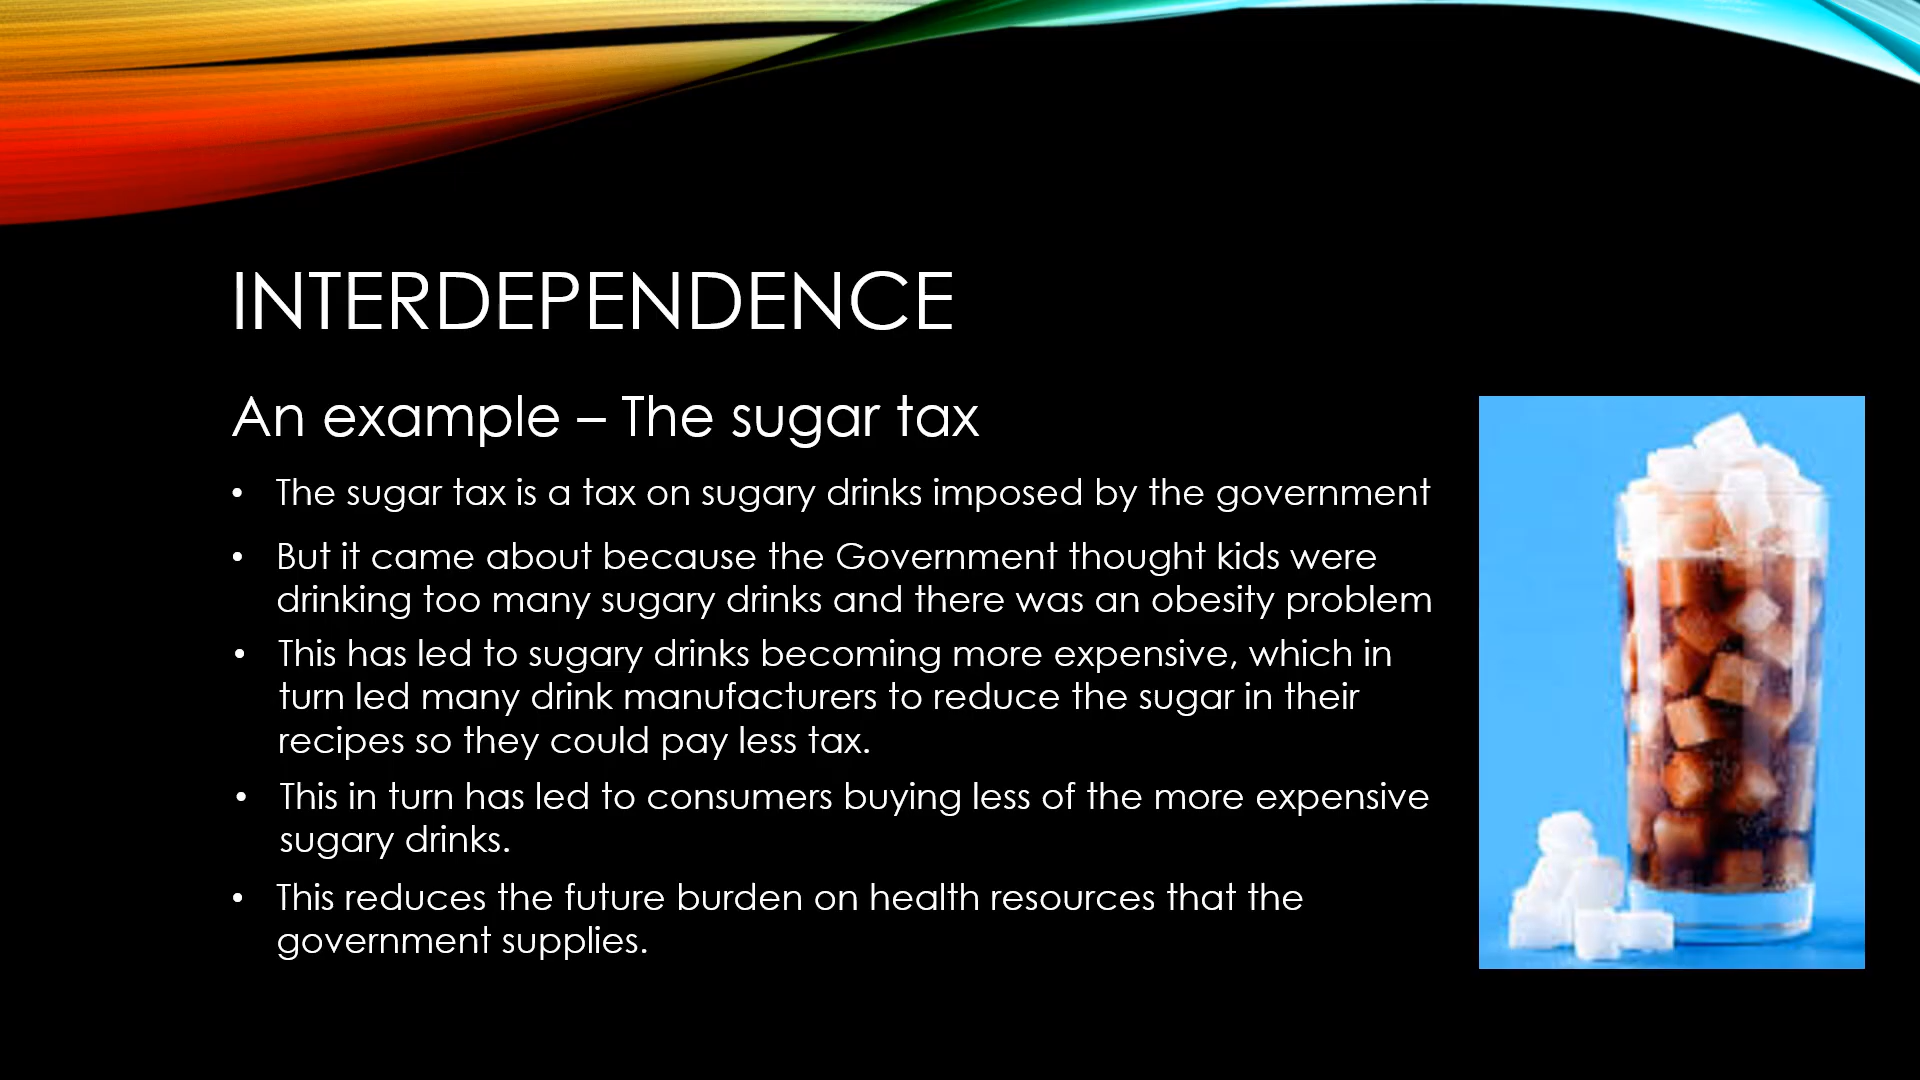 INTERDEPENDENCE
An example – The sugar tax
• The sugar tax is a tax on sugary drinks imposed by the government
• But it came about because the Government thought kids were
drinking too many sugary drinks and there was an obesity problem
• This has led to sugary drinks becoming more expensive, which in
turn led many drink manufacturers to reduce the sugar in their
recipes so they could pay less tax.
• This in turn has led to consumers buying less of the more expensive
sugary drinks.
• This reduces the future burden on health resources that the
government supplies.